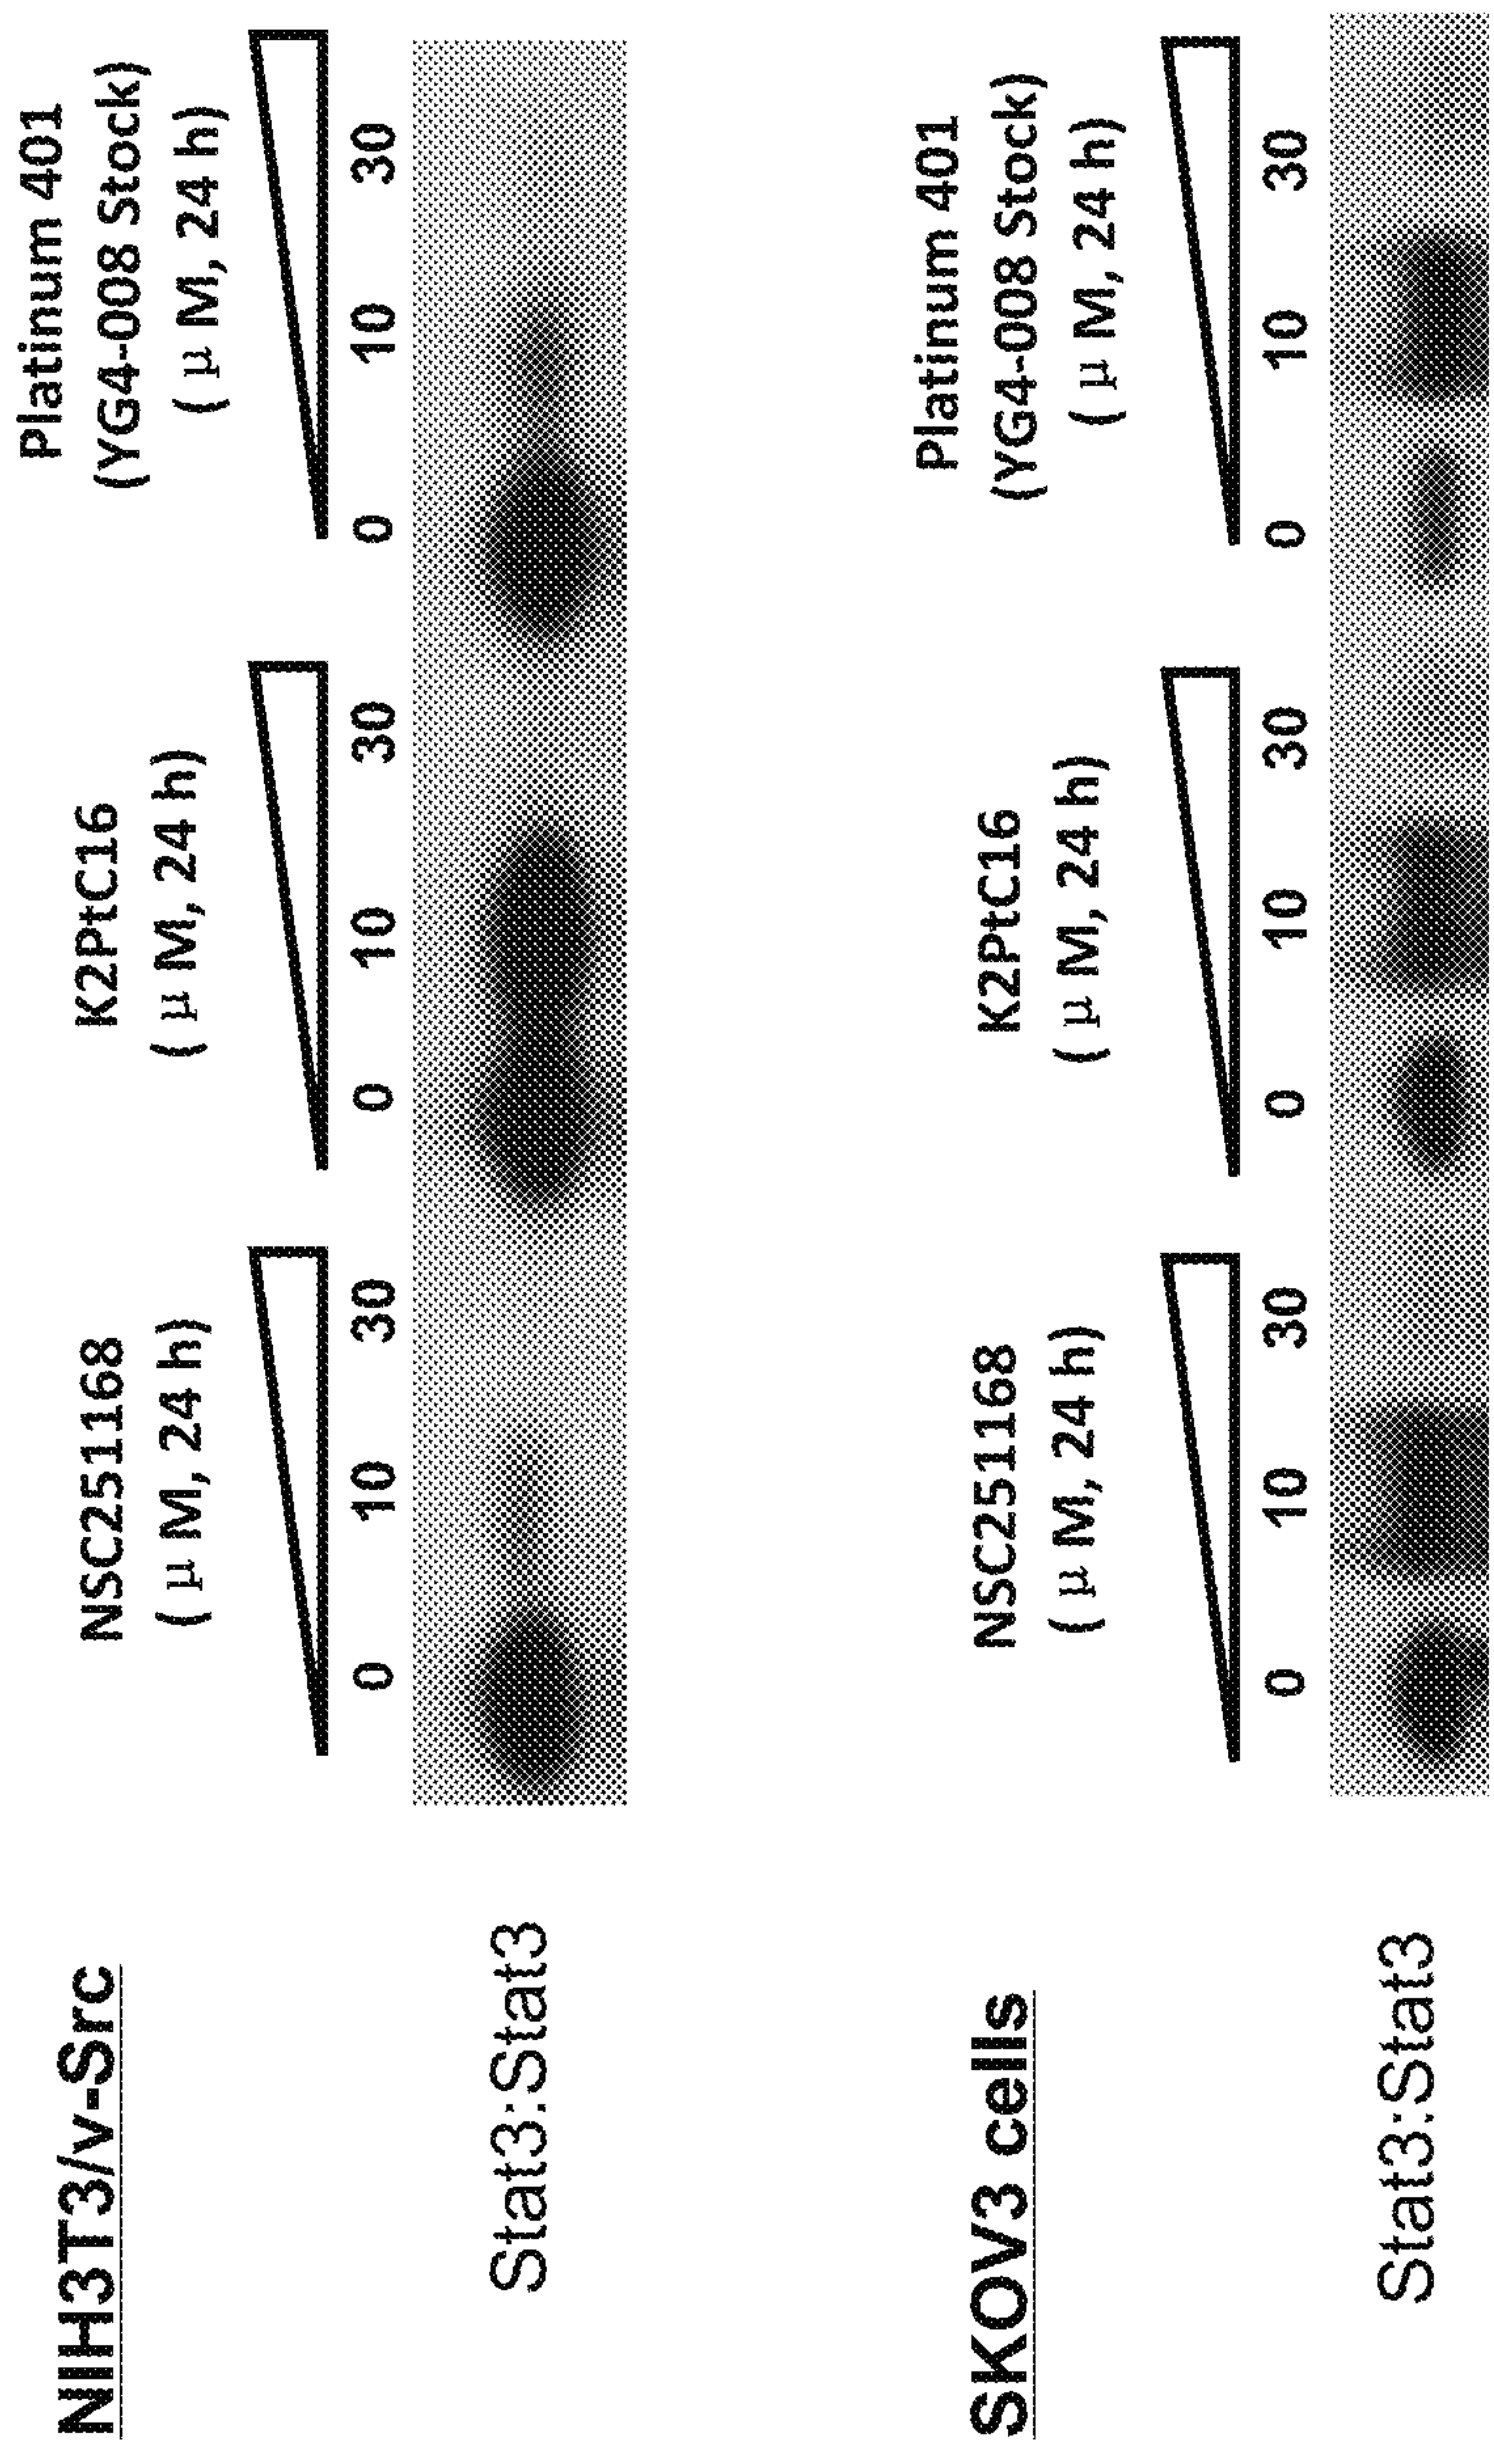 NIH3T3/v-Src
NSC251168
(μM, 24 h)
K2PtC16
(μM, 24 h)
Platinum 401
(YG4-008 Stock)
(μM, 24 h)
0 10 30 0 10 30 0 10 30
Stat3:Stat3
SKOV3 cells
NSC251168
(μM, 24 h)
K2PtC16
(μM, 24 h)
Platinum 401
(YG4-008 Stock)
(μM, 24 h)
0 10 30 0 10 30 0 10 30
Stat3:Stat3